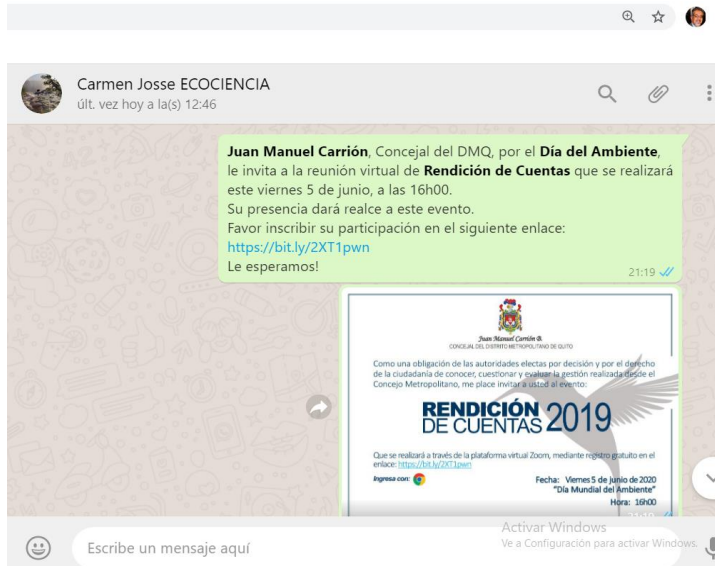 Carmen Josse ECOCIENCIA
últ. vez hoy a la(s) 12:46
Juan Manuel Carrión, Concejal del DMQ, por el Día del Ambiente,
le invita a la reunión virtual de Rendición de Cuentas que se realizará
este viernes 5 de junio, a las 16h00.
Su presencia dará realce a este evento.
Favor inscribir su participación en el siguiente enlace:
https://bit.ly/2XT1pwn
Le esperamos!
21:19
Juan Manuel Carrión B.
CONCEJAL DEL DISTRITO METROPOLITANO DE QUITO
Como una obligación de las autoridades electas por decisión y por el derecho
de la ciudadanía de conocer, cuestionar y evaluar la gestión realizada desde el
Concejo Metropolitano, me place invitar a usted al evento:
RENDICIÓN
DE CUENTAS 2019
Que se realizará a través de la plataforma virtual Zoom, mediante registro gratuito en el
enlace: https://bit.ly/2XT1pwn
Ingresa con:
Fecha: Viernes 5 de junio de 2020
"Día Mundial del Ambiente"
Hora: 16h00
Activar Windows
Ve a Configuración para activar Windows.
Escribe un mensaje aquí